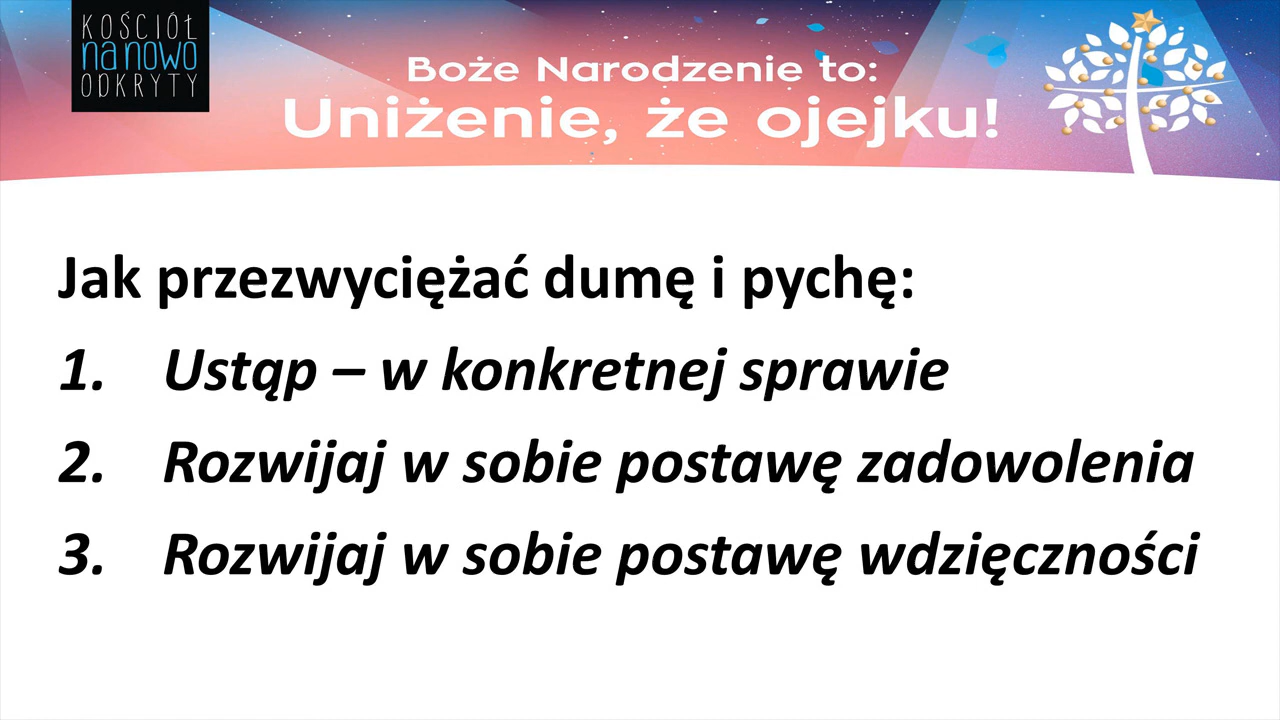 KOŚCIÓŁ
na nowo
ODKRYTY
Boże Narodzenie to:
Uniżenie, że ojejku!
Jak przezwyciężać dumę i pychę:
1. Ustąp – w konkretnej sprawie
2. Rozwijaj w sobie postawę zadowolenia
3. Rozwijaj w sobie postawę wdzięczności